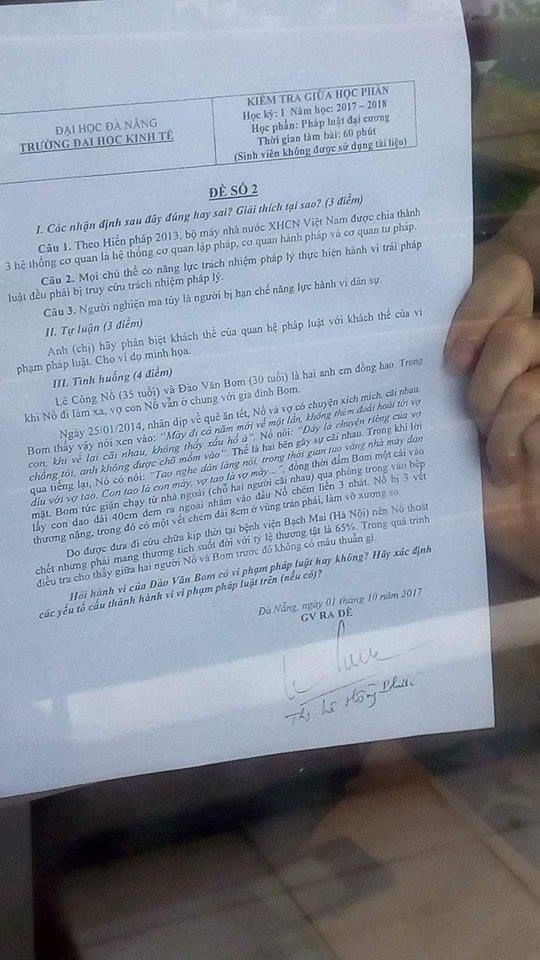 ĐẠI HỌC ĐÀ NẴNG
TRƯỜNG ĐẠI HỌC KINH TẾ
KIỂM TRA GIỮA HỌC PHẦN
Học kỳ: I Năm học: 2017 – 2018
Học phần: Pháp luật đại cương
Thời gian làm bài: 60 phút
(Sinh viên không được sử dụng tài liệu)
ĐỀ SỐ 2
I. Các nhận định sau đây đúng hay sai? Giải thích tại sao? (3 điểm)
Câu 1. Theo Hiến pháp 2013, bộ máy nhà nước XHCN Việt Nam được chia thành
3 hệ thống cơ quan là hệ thống cơ quan lập pháp, cơ quan hành pháp và cơ quan tư pháp.
Câu 2. Mọi chủ thể có năng lực trách nhiệm pháp lý thực hiện hành vi trái pháp
luật đều phải bị truy cứu trách nhiệm pháp lý.
Câu 3. Người nghiện ma túy là người bị hạn chế năng lực hành vi dân sự.
II. Tự luận (3 điểm)
Anh (chị) hãy phân biệt khách thể của quan hệ pháp luật với khách thể của vi
phạm pháp luật. Cho ví dụ minh họa.
III. Tình huống (4 điểm)
Lê Công Nổ (35 tuổi) và Đào Văn Bom (30 tuổi) là hai anh em đồng hao. Trong
khi Nổ đi làm xa, vợ con Nổ vẫn ở chung với gia đình Bom.
Ngày 25/01/2014, nhân dịp về quê ăn tết, Nổ và vợ có chuyện xích mích, cãi nhau.
Bom thấy vậy nói xen vào: “Mày đi cả năm mới về một lần, không thèm đoái hoài tới vợ
con, khi về lại cãi nhau, không thấy xấu hổ à”. Nổ nói: “Đây là chuyện riêng của vợ
chồng tôi, anh không được chõ mồm vào”. Thế là hai bên gây sự cãi nhau. Trong khi lời
qua tiếng lại, Nổ có nói: “Tao nghe dân làng nói, trong thời gian tao vắng nhà mày dan
díu với vợ tao. Con tao là con mày, vợ tao là vợ mày...”, đồng thời đấm Bom một cái vào
mặt. Bom tức giận chạy từ nhà ngoài (chỗ hai người cãi nhau) qua phòng trong vào bếp
lấy con dao dài 40cm đem ra ngoài nhằm vào đầu Nổ chém liền 3 nhát. Nổ bị 3 vết
thương nặng, trong đó có một vết chém dài 8cm ở vùng trán phải, làm vỡ xương sọ.
Do được đưa đi cứu chữa kịp thời tại bệnh viện Bạch Mai (Hà Nội) nên Nổ thoát
chết nhưng phải mang thương tích suốt đời với tỷ lệ thương tật là 65%. Trong quá trình
điều tra cho thấy giữa hai người Nổ và Bom trước đó không có mâu thuẫn gì.
Hỏi hành vi của Đào Văn Bom có vi phạm pháp luật hay không? Hãy xác định
các yếu tố cấu thành hành vi vi phạm pháp luật trên (nếu có)?
Đà Nẵng, ngày 01 tháng 10 năm 2017
GV RA ĐỀ
Ths. Lê Hồng